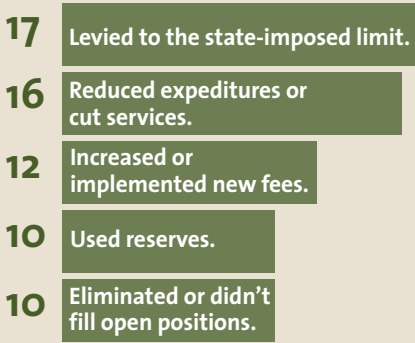 17 Levied to the state-imposed limit.
16 Reduced expeditures or
cut services.
12 Increased or
implemented new fees.
10 Used reserves.
10 Eliminated or didn't
fill open positions.